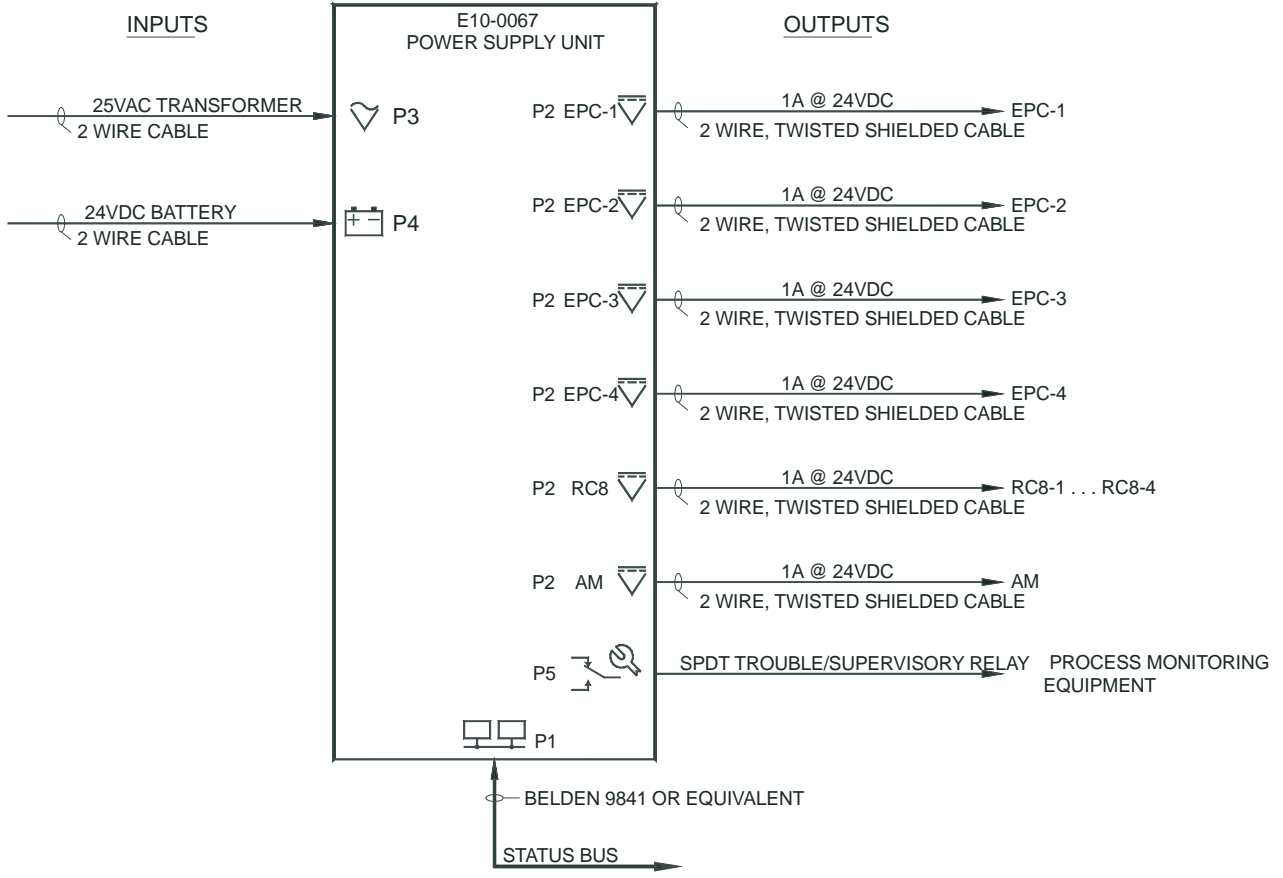 INPUTS
E10-0067
POWER SUPPLY UNIT
OUTPUTS
25VAC TRANSFORMER
2 WIRE CABLE
P3
P2 EPC-1
1A @ 24VDC
EPC-1
2 WIRE, TWISTED SHIELDED CABLE
24VDC BATTERY
2 WIRE CABLE
P4
P2 EPC-2
1A @ 24VDC
EPC-2
2 WIRE, TWISTED SHIELDED CABLE
P2 EPC-3
1A @ 24VDC
EPC-3
2 WIRE, TWISTED SHIELDED CABLE
P2 EPC-4
1A @ 24VDC
EPC-4
2 WIRE, TWISTED SHIELDED CABLE
P2 RC8
1A @ 24VDC
RC8-1 . . . RC8-4
2 WIRE, TWISTED SHIELDED CABLE
P2 AM
1A @ 24VDC
AM
2 WIRE, TWISTED SHIELDED CABLE
P5
SPDT TROUBLE/SUPERVISORY RELAY
PROCESS MONITORING
EQUIPMENT
P1
BELDEN 9841 OR EQUIVALENT
STATUS BUS